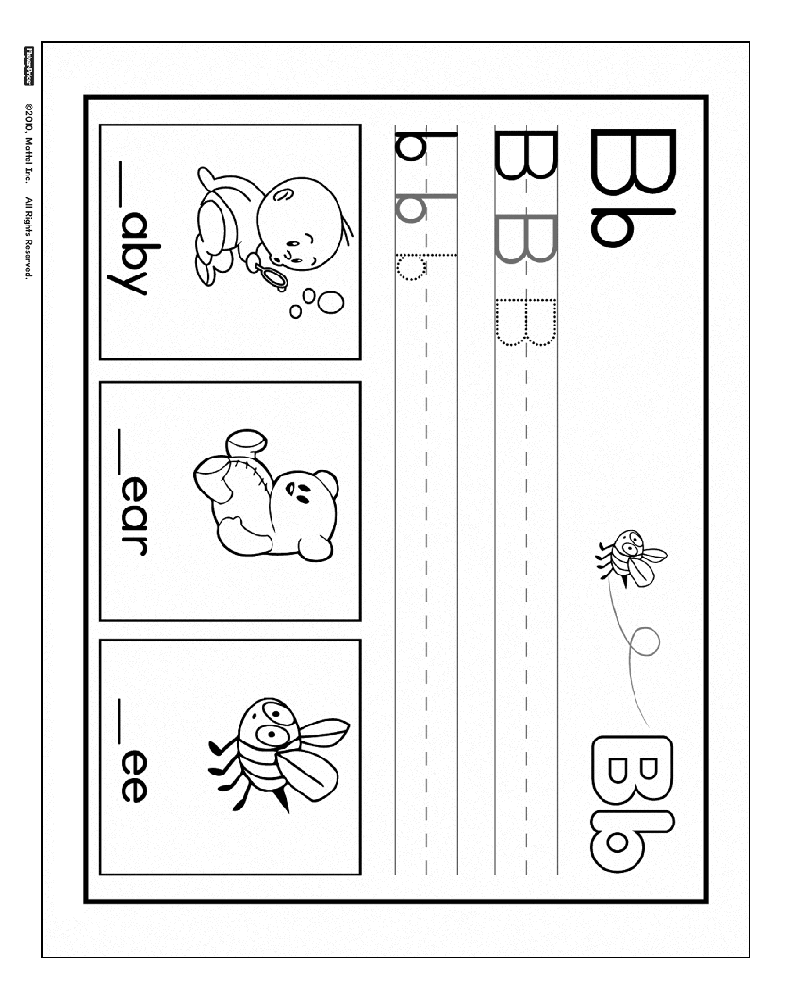 Bb Bb
B B B
b b b
__aby __ear __ee
Fisher-Price ©2010, Mattel Inc. All Rights Reserved.